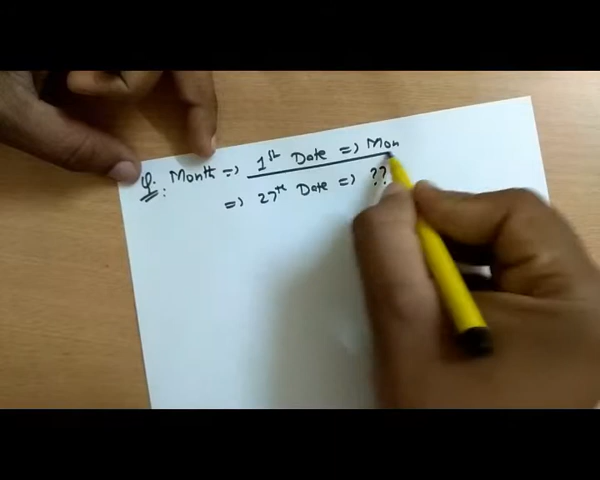 Q. Month => 1st Date => Mon
=> 27th Date => ??